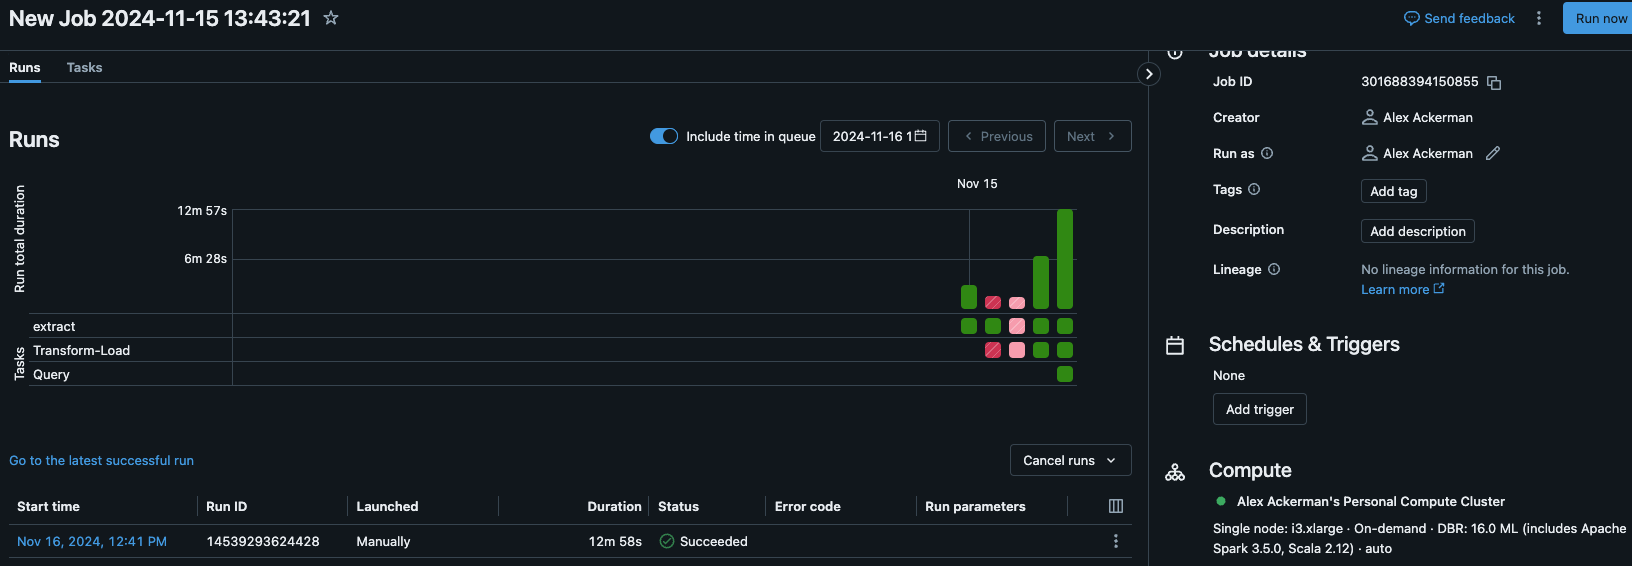 New Job 2024-11-15 13:43:21
Send feedback
Run now
Runs
Tasks
Runs
Include time in queue
2024-11-16 1
Previous
Next
Nov 15
Run total duration
12m 57s
6m 28s
Tasks
extract
Transform-Load
Query
Go to the latest successful run
Cancel runs
Start time Run ID Launched Duration Status Error code Run parameters
Nov 16, 2024, 12:41 PM 14539293624428 Manually 12m 58s Succeeded
Job details
Job ID 301688394150855
Creator Alex Ackerman
Run as Alex Ackerman
Tags Add tag
Description Add description
Lineage No lineage information for this job.
Learn more
Schedules & Triggers
None
Add trigger
Compute
Alex Ackerman's Personal Compute Cluster
Single node: i3.xlarge · On-demand · DBR: 16.0 ML (includes Apache
Spark 3.5.0, Scala 2.12) · auto